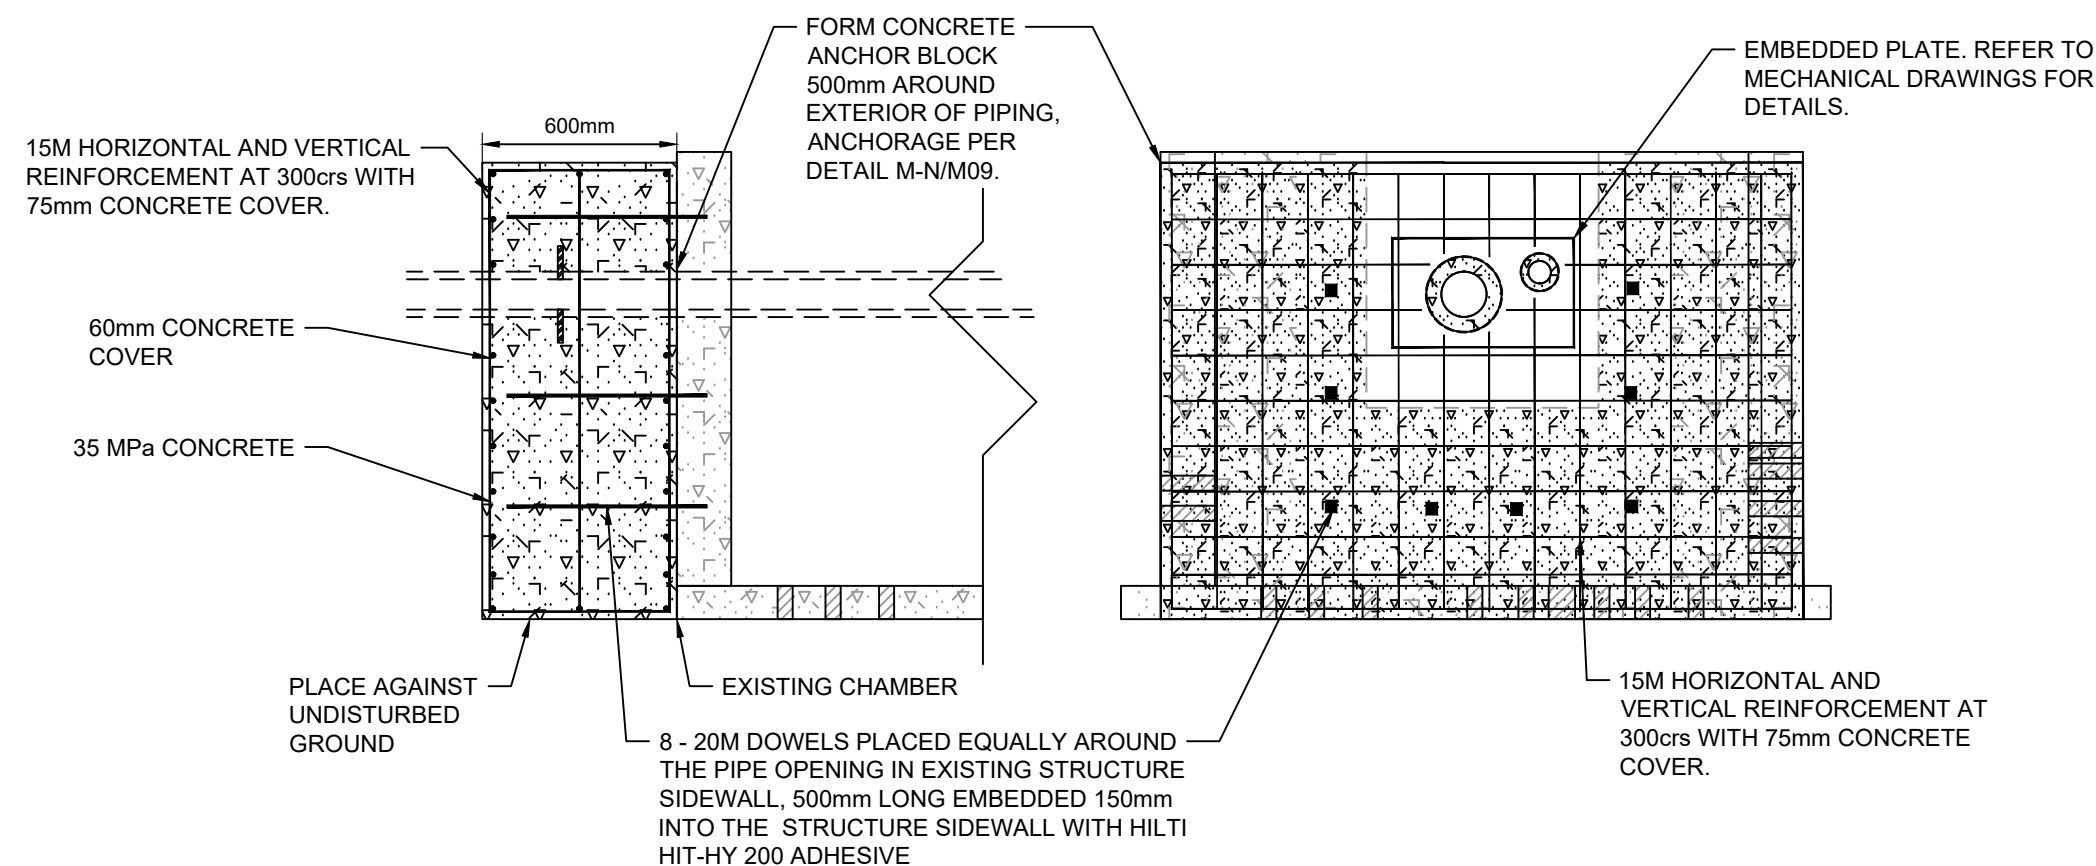 FORM CONCRETE
ANCHOR BLOCK
500mm AROUND
EXTERIOR OF PIPING,
ANCHORAGE PER
DETAIL M-N/M09.
EMBEDDED PLATE. REFER TO
MECHANICAL DRAWINGS FOR
DETAILS.
600mm
15M HORIZONTAL AND VERTICAL
REINFORCEMENT AT 300crs WITH
75mm CONCRETE COVER.
60mm CONCRETE
COVER
35 MPa CONCRETE
PLACE AGAINST
UNDISTURBED
GROUND
EXISTING CHAMBER
8 - 20M DOWELS PLACED EQUALLY AROUND
THE PIPE OPENING IN EXISTING STRUCTURE
SIDEWALL, 500mm LONG EMBEDDED 150mm
INTO THE STRUCTURE SIDEWALL WITH HILTI
HIT-HY 200 ADHESIVE
15M HORIZONTAL AND
VERTICAL REINFORCEMENT AT
300crs WITH 75mm CONCRETE
COVER.